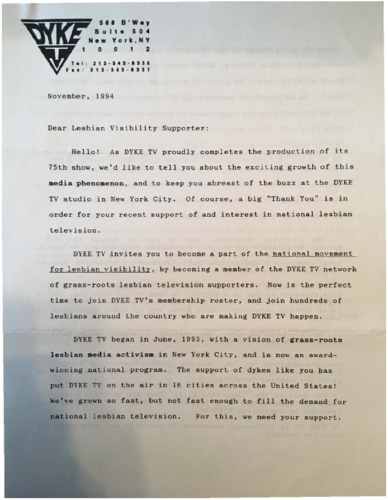 DYKE
TV
568 B'Way
Suite 504
New York, NY
10012
Tel: 212-343-9335
Fax: 212-343-9337
November, 1994
Dear Lesbian Visibility Supporter:
Hello! As DYKE TV proudly completes the production of its
75th show, we'd like to tell you about the exciting growth of this
media phenomenon, and to keep you abreast of the buzz at the DYKE
TV studio in New York City. Of course, a big "Thank You" is in
order for your recent support of and interest in national lesbian
television.
DYKE TV invites you to become a part of the national movement
for lesbian visibility, by becoming a member of the DYKE TV network
of grass-roots lesbian television supporters. Now is the perfect
time to join DYKE TV's membership roster, and join hundreds of
lesbians around the country who are making DYKE TV happen.
DYKE TV began in June, 1993, with a vision of grass-roots
lesbian media activism in New York City, and is now an award-
winning national program. The support of dykes like you has
put DYKE TV on the air in 16 cities across the United States!
We've grown so fast, but not fast enough to fill the demand for
national lesbian television. For this, we need your support.